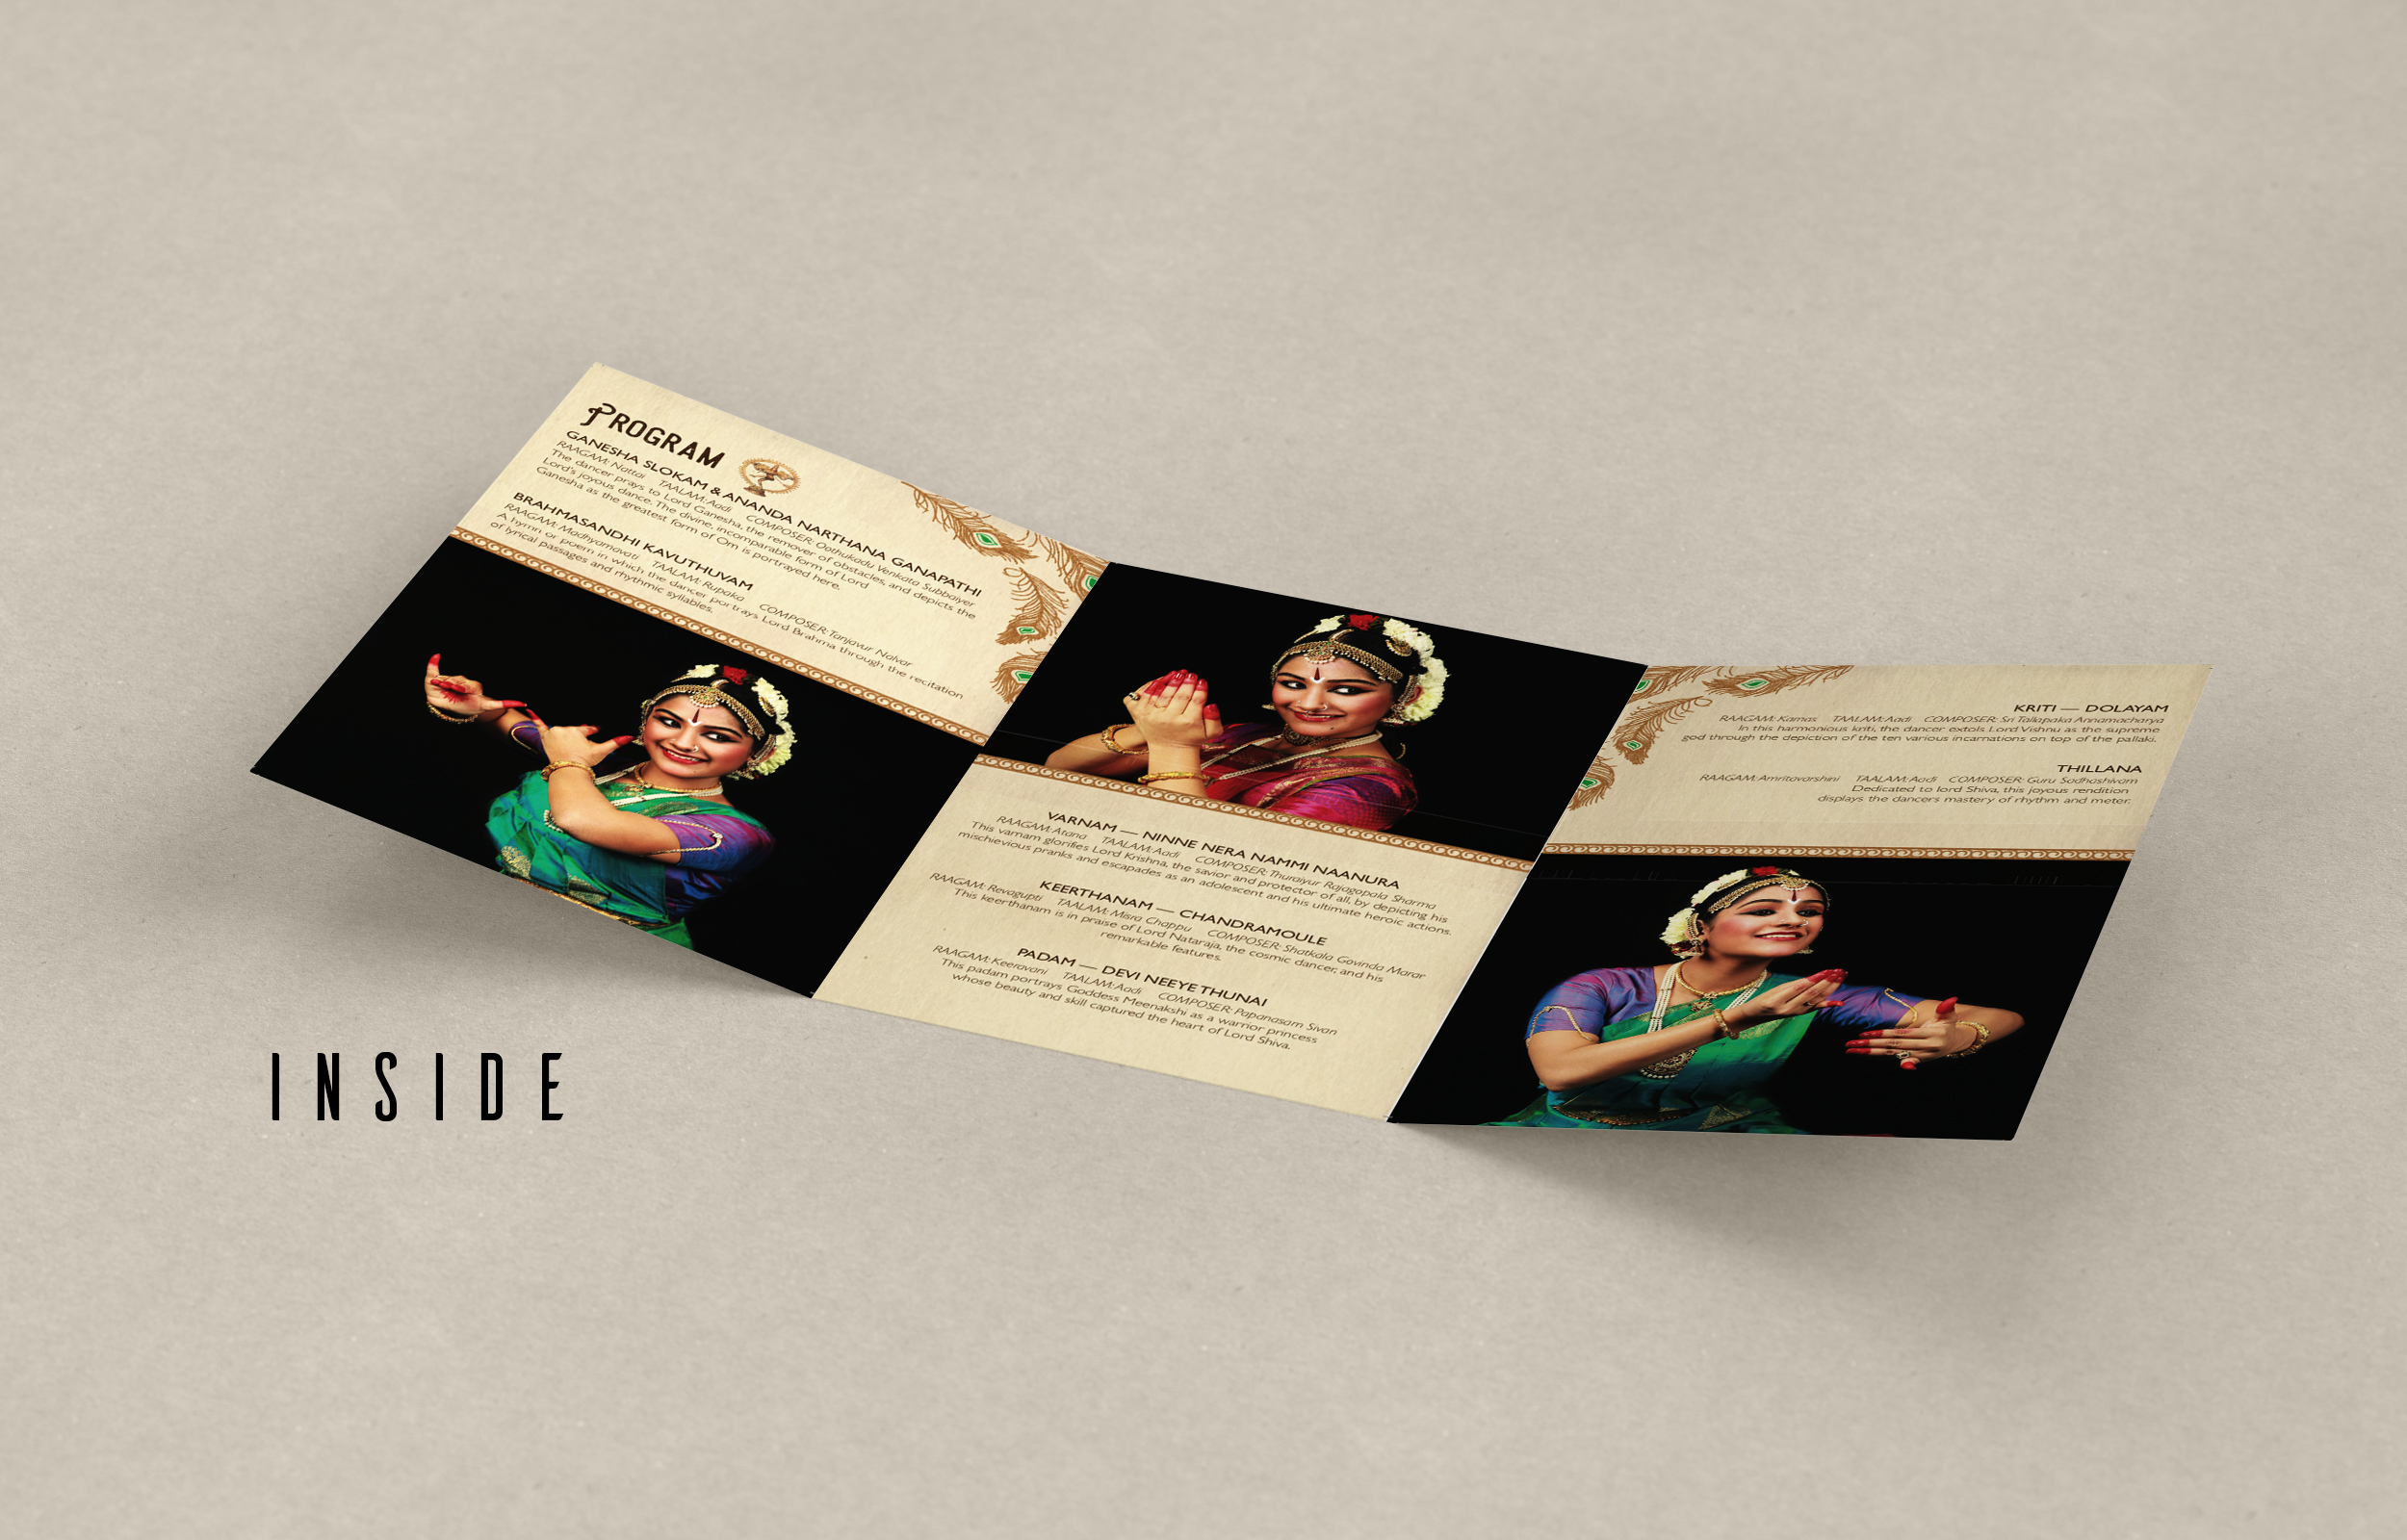 PROGRAM
GANESHA SLOKAM & ANANDA NARTHANA GANAPATHI
RAAGAM: Nattai TAALAM: Aadi COMPOSER: Oothukadu Venkata Subbaiyer
The dancer prays to Lord Ganesha, the remover of obstacles, and depicts the
Lord's joyous dance. The divine, incomparable form of Lord
Ganesha as the greatest form of Om is portrayed here.
BRAHMASANDHI KAVUTHUVAM
RAAGAM: Madhyamavati TAALAM: Rupaka COMPOSER: Tanjavur Nalvar
A hymn or poem in which the dancer portrays Lord Brahma through the recitation
of lyrical passages and rhythmic syllables.
VARNAM — NINNE NERA NAMMI NAANURA
RAAGAM: Atana TAALAM: Aadi COMPOSER: Thuraiyur Rajagopala Sharma
This varnam glorifies Lord Krishna, the savior and protector of all, by depicting his
mischievious pranks and escapades as an adolescent and his ultimate heroic actions.
KEERTHANAM — CHANDRAMOULE
RAAGAM: Revagupti TAALAM: Misra Chappu COMPOSER: Shatkala Govinda Marar
This keerthanam is in praise of Lord Nataraja, the cosmic dancer, and his
remarkable features.
PADAM — DEVI NEEYE THUNAI
RAAGAM: Keeravani TAALAM: Aadi COMPOSER: Papanasam Sivan
This padam portrays Goddess Meenakshi as a warrior princess
whose beauty and skill captured the heart of Lord Shiva.
KRITI — DOLAYAM
RAAGAM: Kamas TAALAM: Aadi COMPOSER: Sri Tallapaka Annamacharya
In this harmonious kriti, the dancer extols Lord Vishnu as the supreme
god through the depiction of the ten various incarnations on top of the pallaki.
THILLANA
RAAGAM: Amritavarshini TAALAM: Aadi COMPOSER: Guru Sadhashivam
Dedicated to lord Shiva, this joyous rendition
displays the dancers mastery of rhythm and meter.
INSIDE